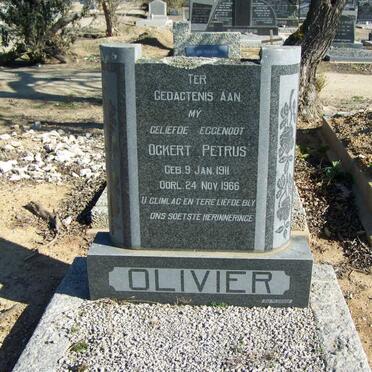 TER
GEDAGTENIS AAN
MY
GELIEFDE EGGENOOT
OCKERT PETRUS
GEB. 9 JAN. 1911
OORL. 24 NOV. 1966
U GLIMLAG EN TERE LIEFDE BLY
ONS SOETSTE HERINNERINGE
OLIVIER